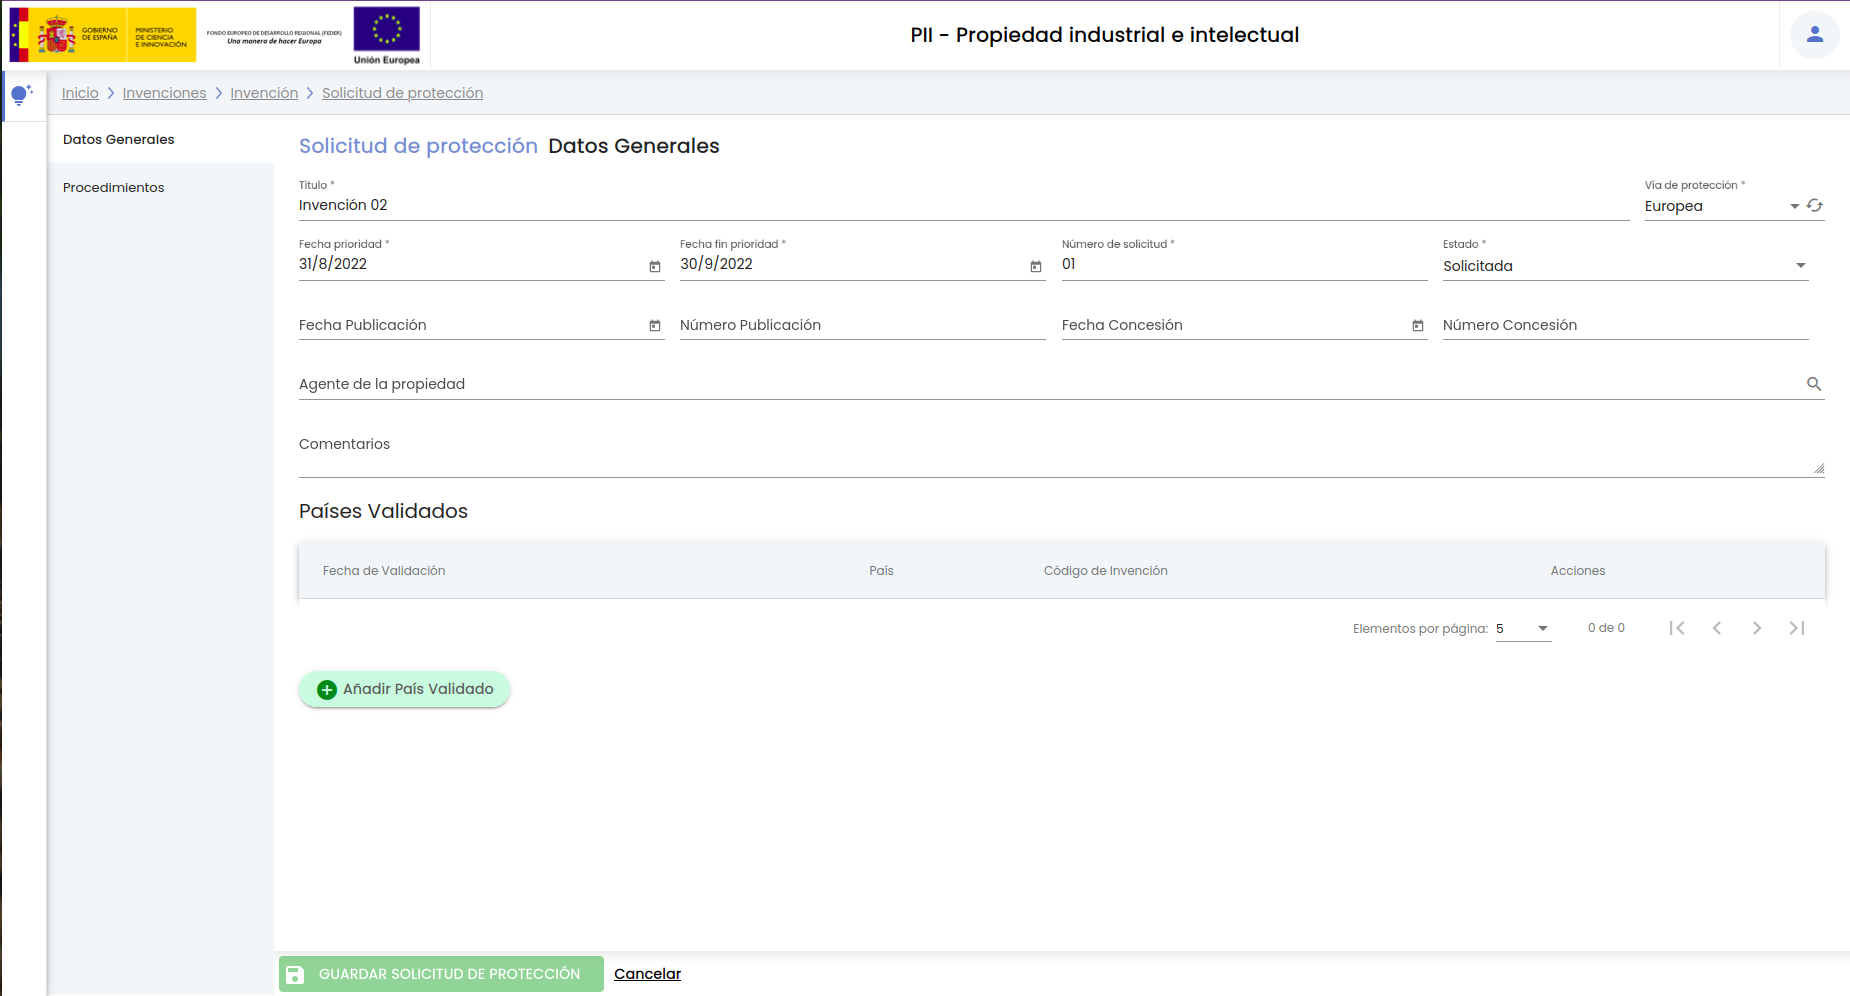 GOBIERNO
DE ESPAÑA
MINISTERIO
DE CIENCIA
E INNOVACIÓN
FONDO EUROPEO DE DESARROLLO REGIONAL (FEDER)
Una manera de hacer Europa
Unión Europea
PII - Propiedad industrial e intelectual
Inicio > Invenciones > Invención > Solicitud de protección
Datos Generales
Procedimientos
Solicitud de protección Datos Generales
Título *
Invención 02
Vía de protección *
Europea
Fecha prioridad *
31/8/2022
Fecha fin prioridad *
30/9/2022
Número de solicitud *
01
Estado *
Solicitada
Fecha Publicación
Número Publicación
Fecha Concesión
Número Concesión
Agente de la propiedad
Comentarios
Países Validados
Fecha de Validación País Código de Invención Acciones
Elementos por página: 5 0 de 0
Añadir País Validado
GUARDAR SOLICITUD DE PROTECCIÓN Cancelar